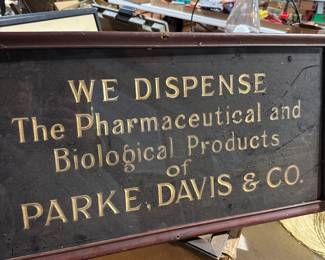 WE DISPENSE
The Pharmaceutical and
Biological Products
of
PARKE, DAVIS & CO.